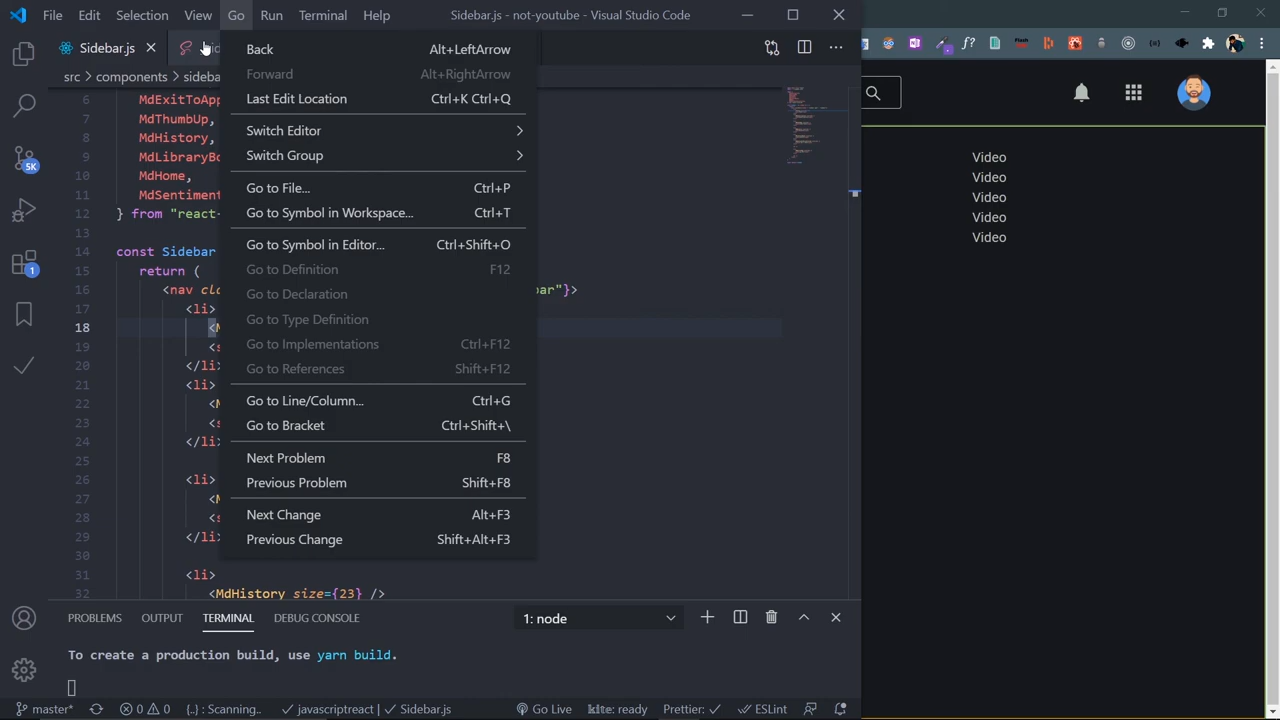 File Edit Selection View Go Run Terminal Help Sidebar.js - not-youtube - Visual Studio Code
Sidebar.js
src > components >
6 MdExitToApp
7 MdThumbUp,
8 MdHistory,
9
10 MdHome,
11
12 } from "react-
14 const Sidebar
15 return (
16 <nav bar"}>
17 <li>
18
19 <s
20 </li>
21 <li>
22
23 <s
24 </li>
25
26 <li>
27
28 <s
29 </li>
30
31 <li>
32 <MdHistory size={23} />
Back Alt+LeftArrow
Forward Alt+RightArrow
Last Edit Location Ctrl+K Ctrl+Q
Switch Editor
Switch Group
Go to File... Ctrl+P
Go to Symbol in Workspace... Ctrl+T
Go to Symbol in Editor... Ctrl+Shift+O
Go to Definition F12
Go to Declaration
Go to Type Definition
Go to Implementations Ctrl+F12
Go to References Shift+F12
Go to Line/Column... Ctrl+G
Go to Bracket Ctrl+Shift+\
Next Problem F8
Previous Problem Shift+F8
Next Change Alt+F3
Previous Change Shift+Alt+F3
5K
1
PROBLEMS OUTPUT TERMINAL DEBUG CONSOLE 1: node
To create a production build, use yarn build.
master* 0 0 {..} : Scanning.. javascriptreact Sidebar.js Go Live kite: ready Prettier: ESLint
Video
Video
Video
Video
Video